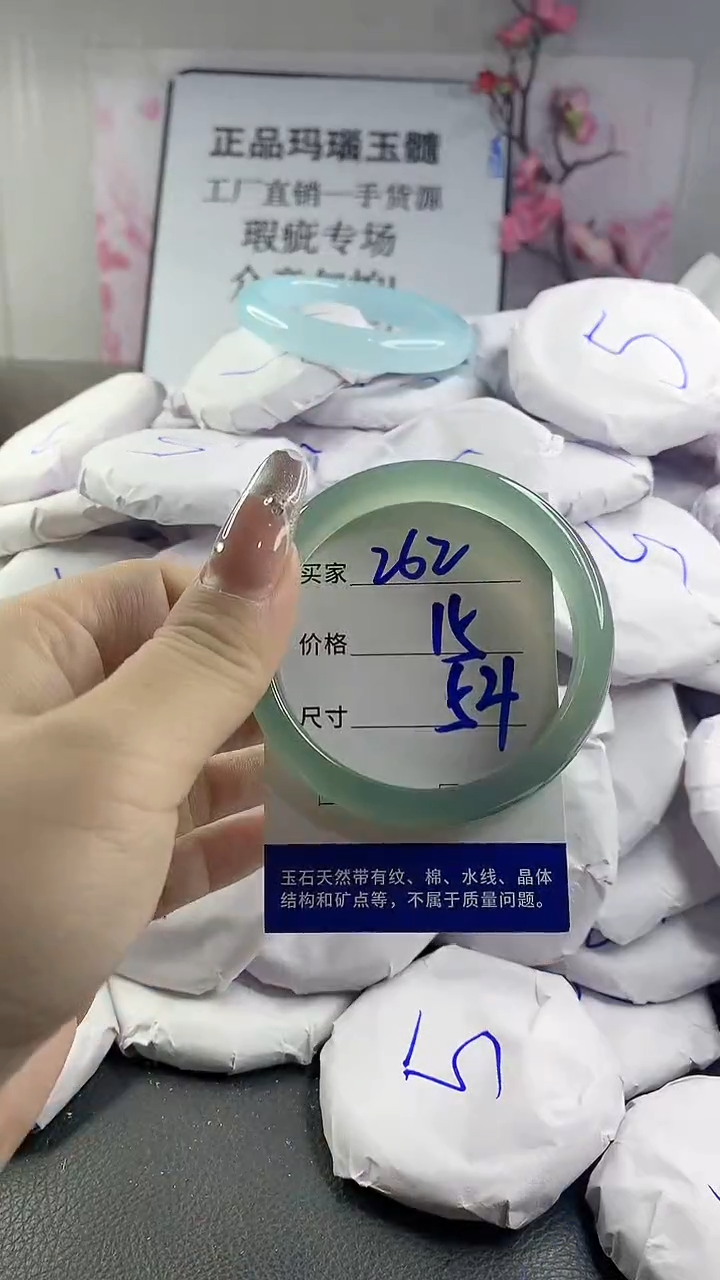 正品玛瑙玉髓
工厂直销一手货源
瑕疵专场
5
5
买家 262
价格 15
尺寸 54
玉石天然带有纹、棉、水线、晶体
结构和矿点等，不属于质量问题。
5